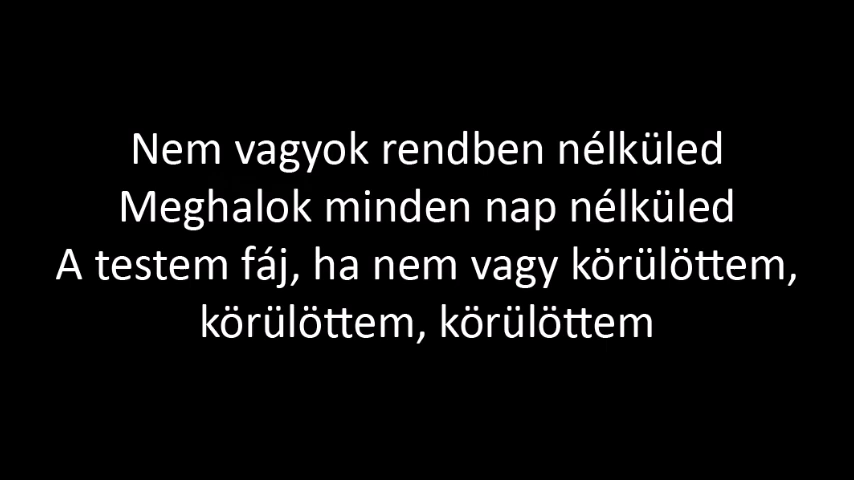 Nem vagyok rendben nélküled
Meghalok minden nap nélküled
A testem fáj, ha nem vagy körülöttem,
körülöttem, körülöttem